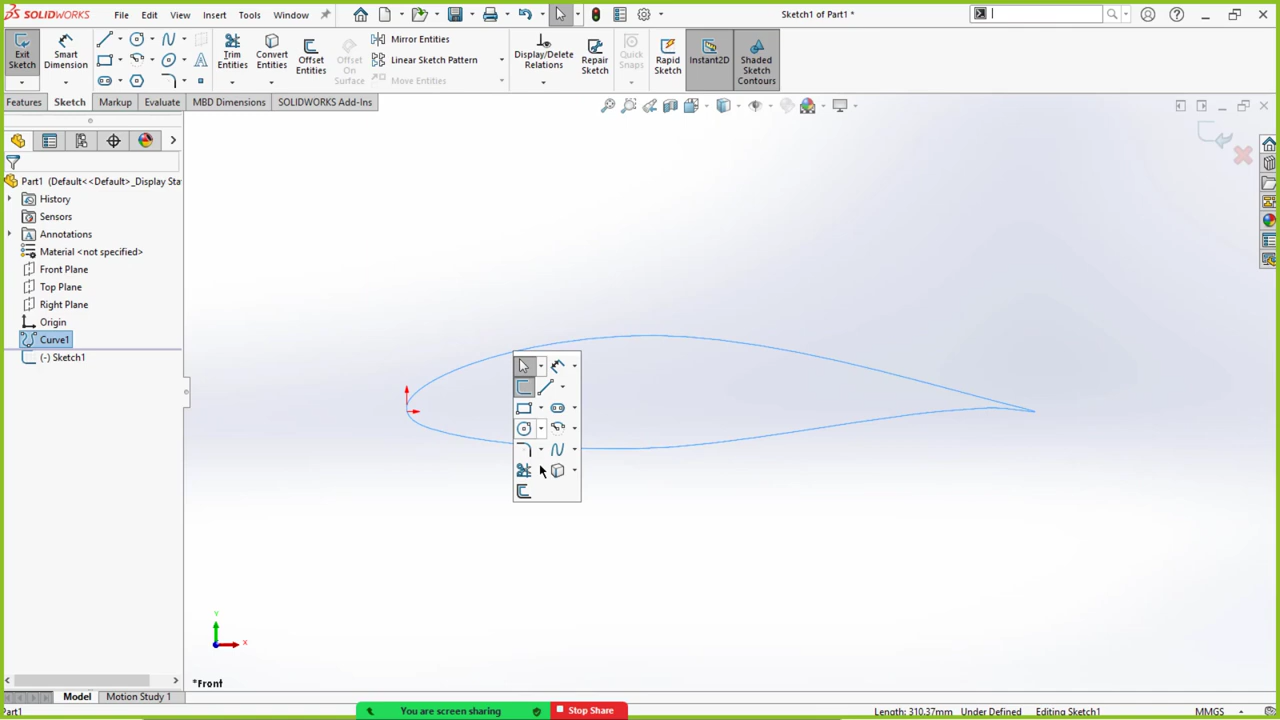 SOLIDWORKS
File
Edit
View
Insert
Tools
Window
Sketch1 of Part1 *
Exit Sketch
Smart Dimension
Trim Entities
Convert Entities
Offset Entities
Offset On Surface
Mirror Entities
Linear Sketch Pattern
Move Entities
Display/Delete Relations
Repair Sketch
Quick Snaps
Rapid Sketch
Instant2D
Shaded Sketch Contours
Features
Sketch
Markup
Evaluate
MBD Dimensions
SOLIDWORKS Add-Ins
Part1 (Default<<Default>_Display Sta
History
Sensors
Annotations
Material <not specified>
Front Plane
Top Plane
Right Plane
Origin
Curve1
(-) Sketch1
Y
X
*Front
Model
Motion Study 1
You are screen sharing
Stop Share
Part1
Length: 310.37mm
Under Defined
Editing Sketch1
MMGS